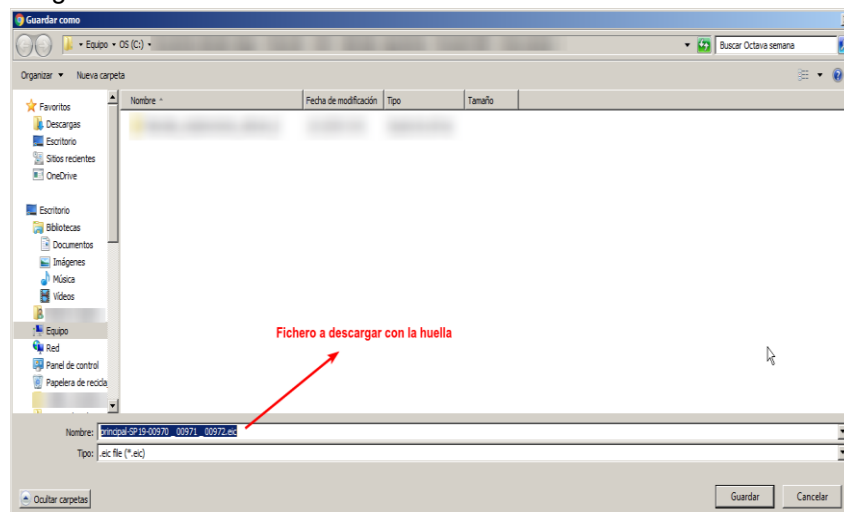 Guardar como
Equipo OS (C:)
Buscar Octava semana
Organizar Nueva carpeta
Nombre Fecha de modificación Tipo Tamaño
Favoritos
Descargas
Escritorio
Sitios recientes
OneDrive
Escritorio
Bibliotecas
Documentos
Imágenes
Música
Vídeos
Equipo
Red
Panel de control
Papelera de recicla
Fichero a descargar con la huella
Nombre: principal-SP19-00970_00971_00972.eic
Tipo: .eic file (*.eic)
Ocultar carpetas
Guardar Cancelar